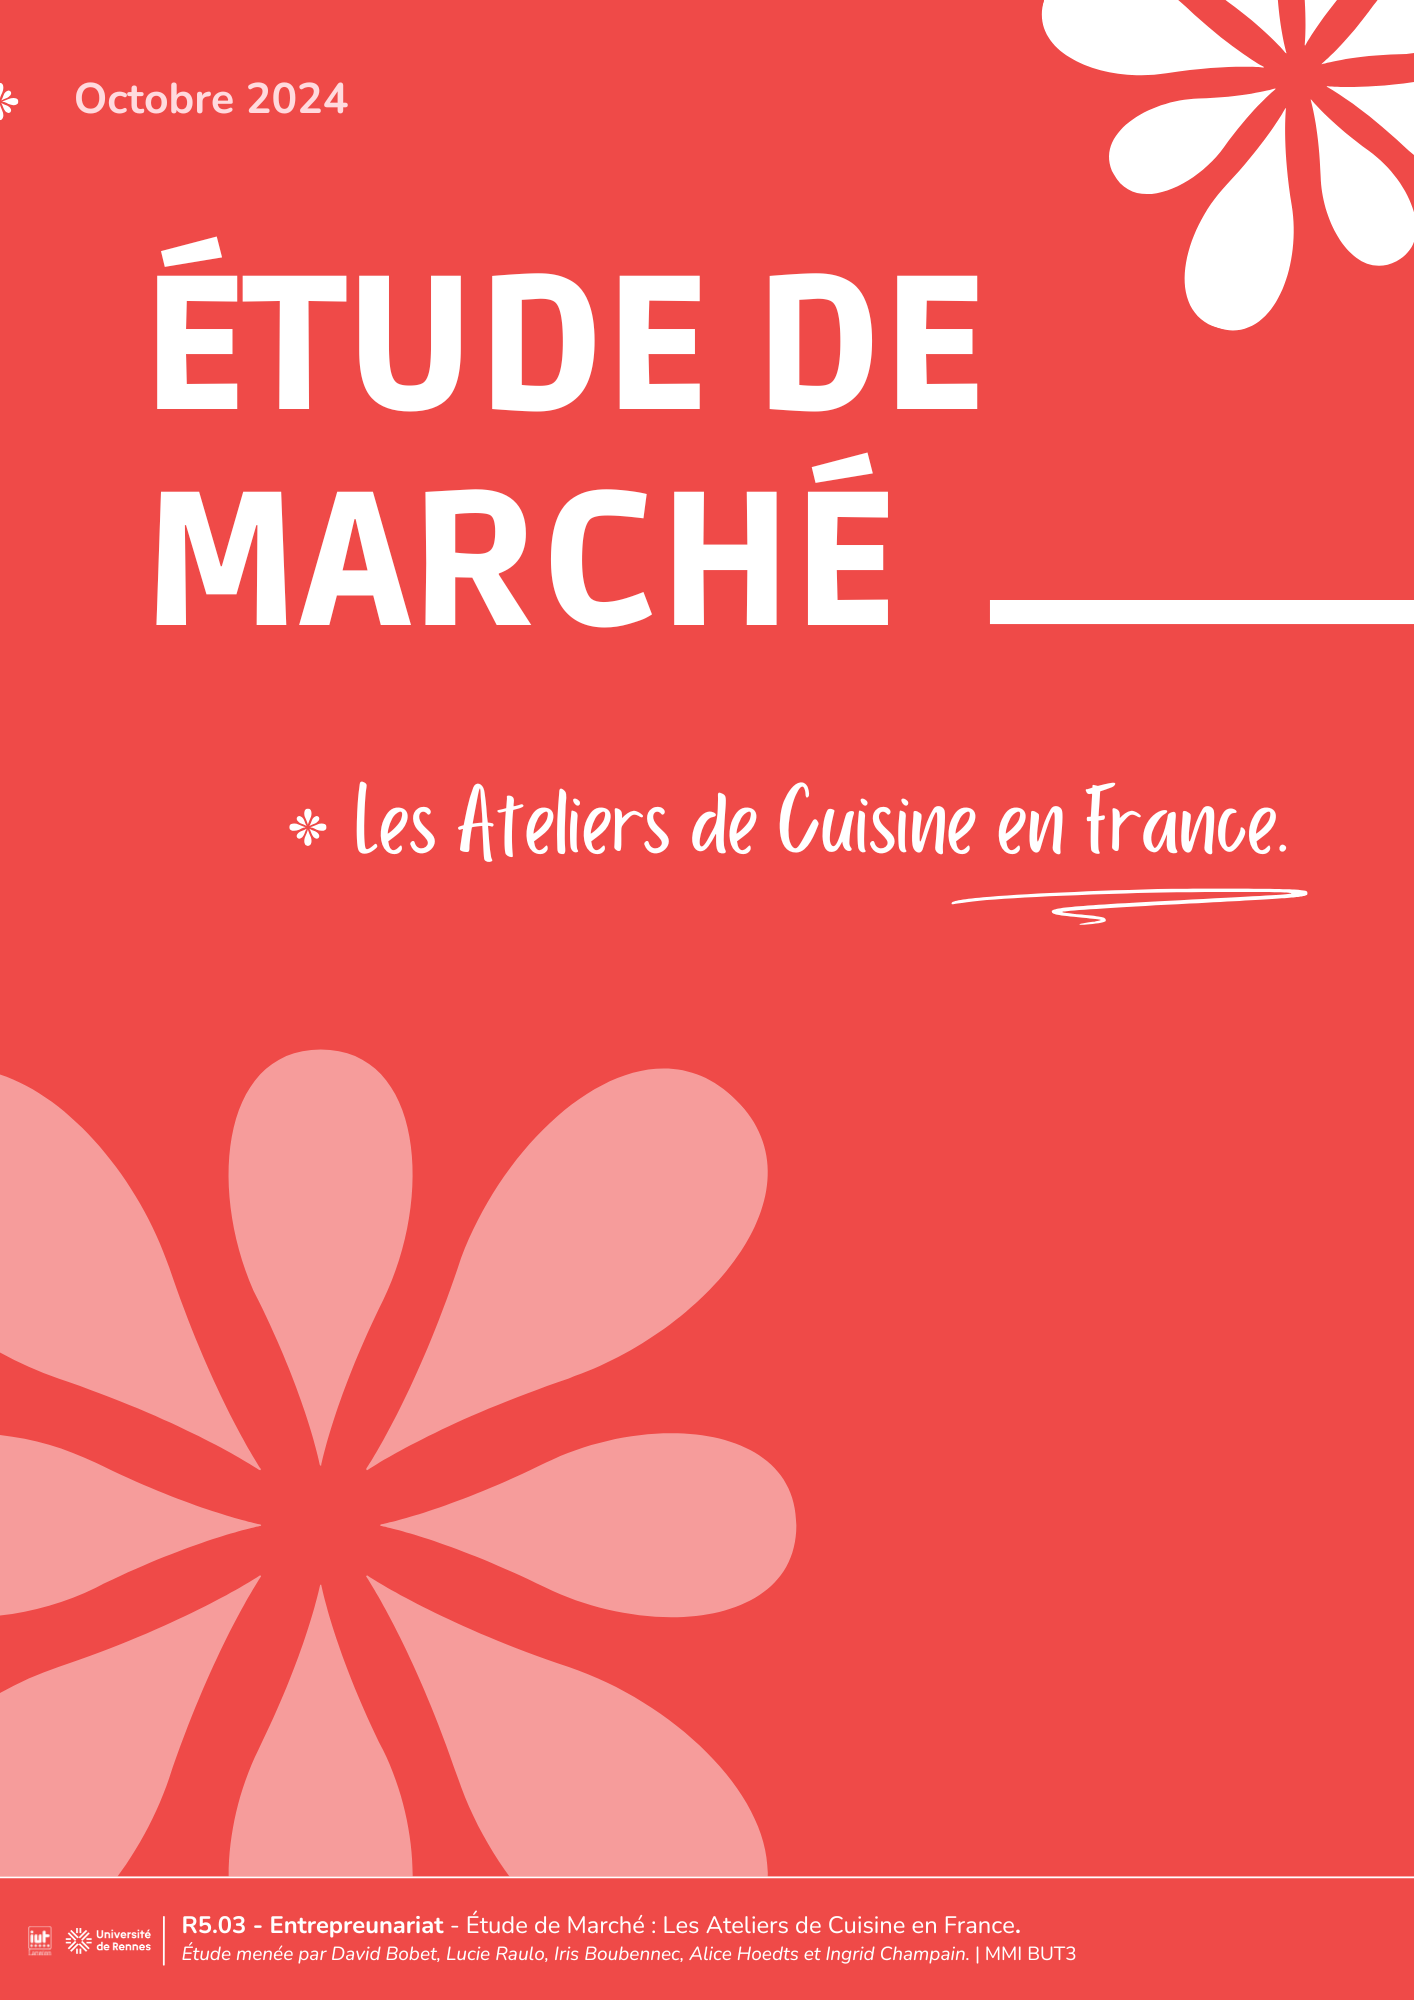 Octobre 2024
ÉTUDE DE
MARCHÉ
Les Ateliers de Cuisine en France.
iut
Université
de Rennes
R5.03 - Entrepreunariat - Étude de Marché : Les Ateliers de Cuisine en France.
Étude menée par David Bobet, Lucie Raulo, Iris Boubennec, Alice Hoedts et Ingrid Champain. | MMI BUT3